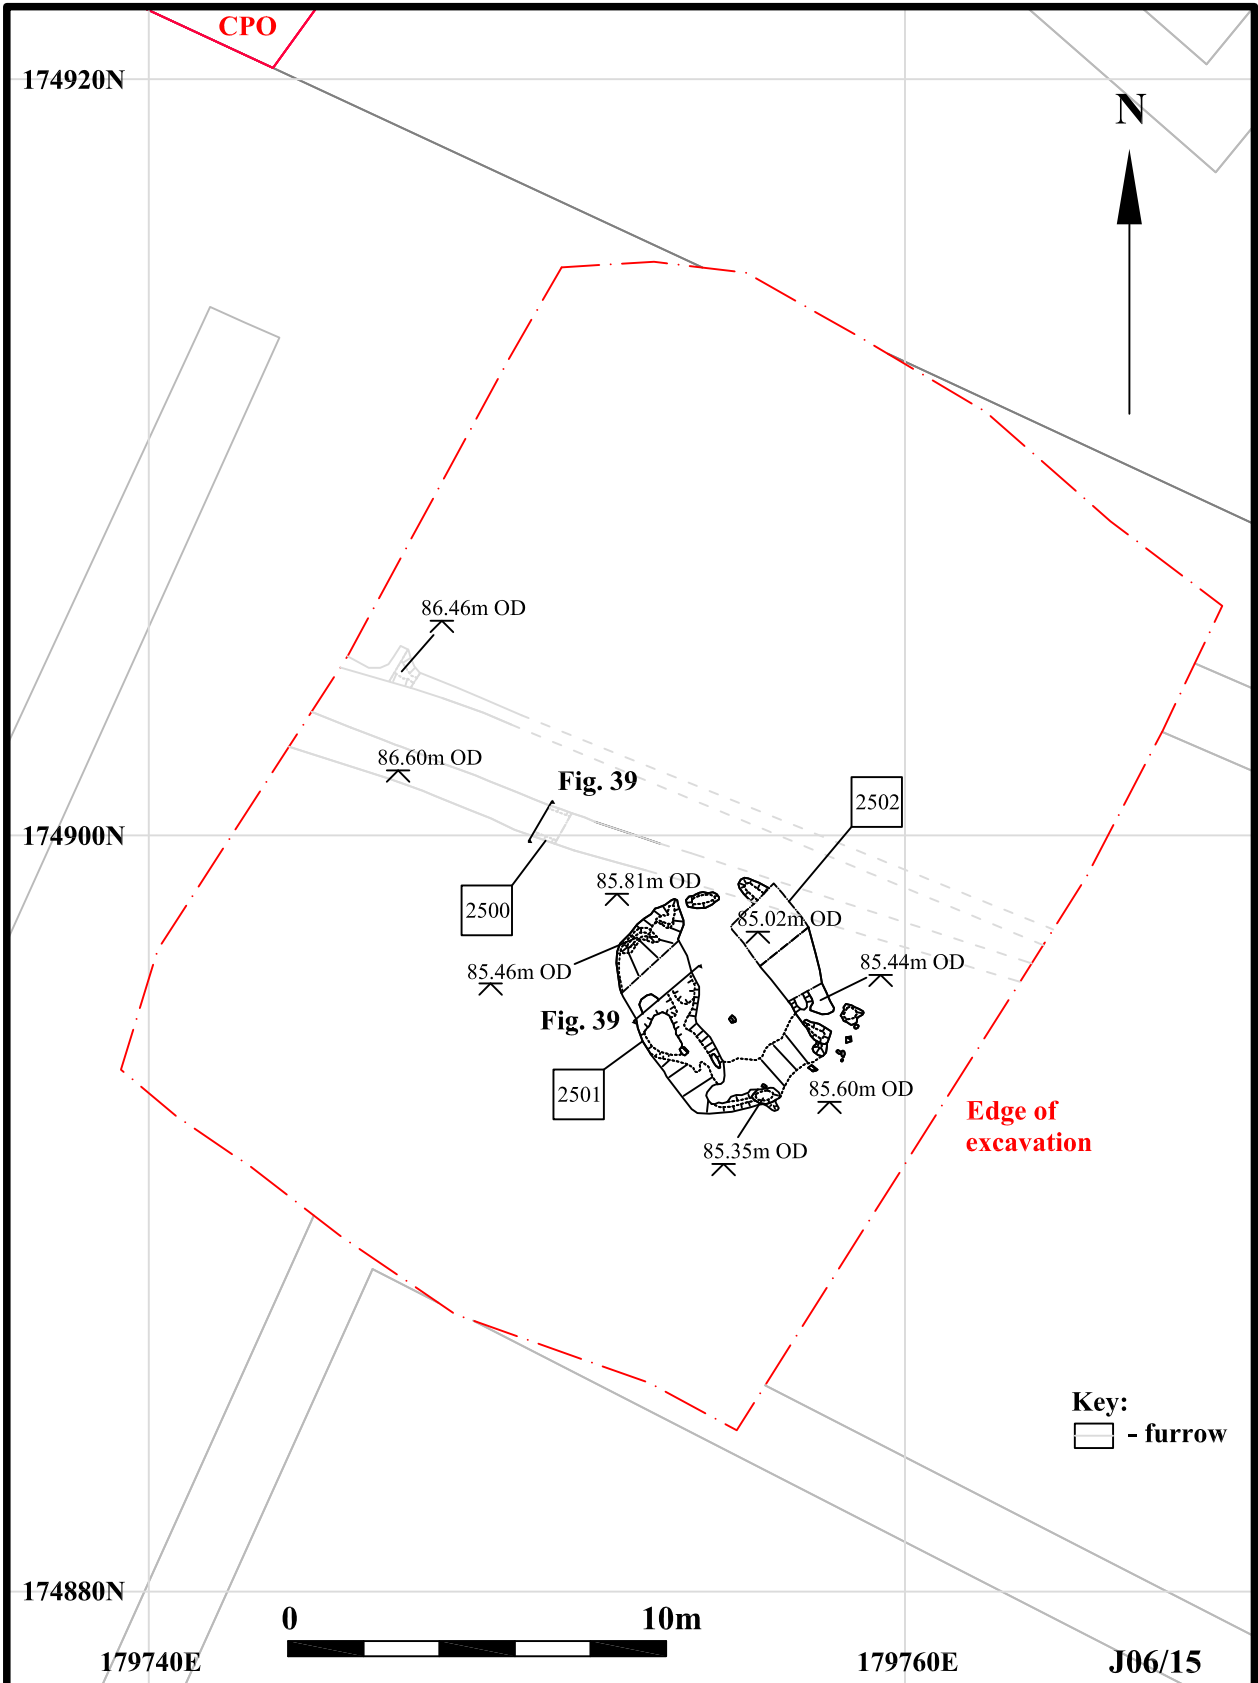 CPO
174920N
N
86.46m OD
86.60m OD
Fig. 39
2502
174900N
85.81m OD
2500
85.02m OD
85.46m OD
85.44m OD
Fig. 39
2501
85.60m OD
Edge of
excavation
85.35m OD
Key:
- furrow
174880N
0 10m
179740E
179760E
J06/15